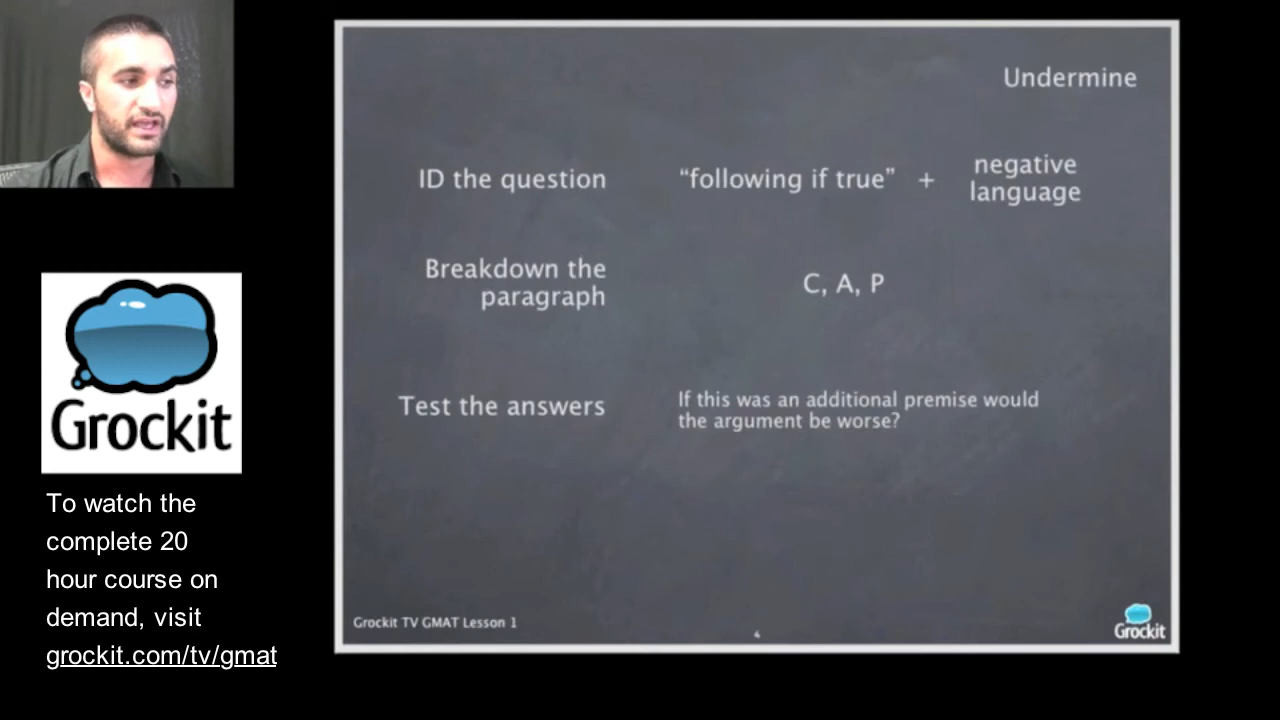 Undermine
ID the question
“following if true” + negative
language
Breakdown the
paragraph
C, A, P
Test the answers
If this was an additional premise would
the argument be worse?
Grockit TV GMAT Lesson 1
4
Grockit
Grockit
To watch the
complete 20
hour course on
demand, visit
grockit.com/tv/gmat